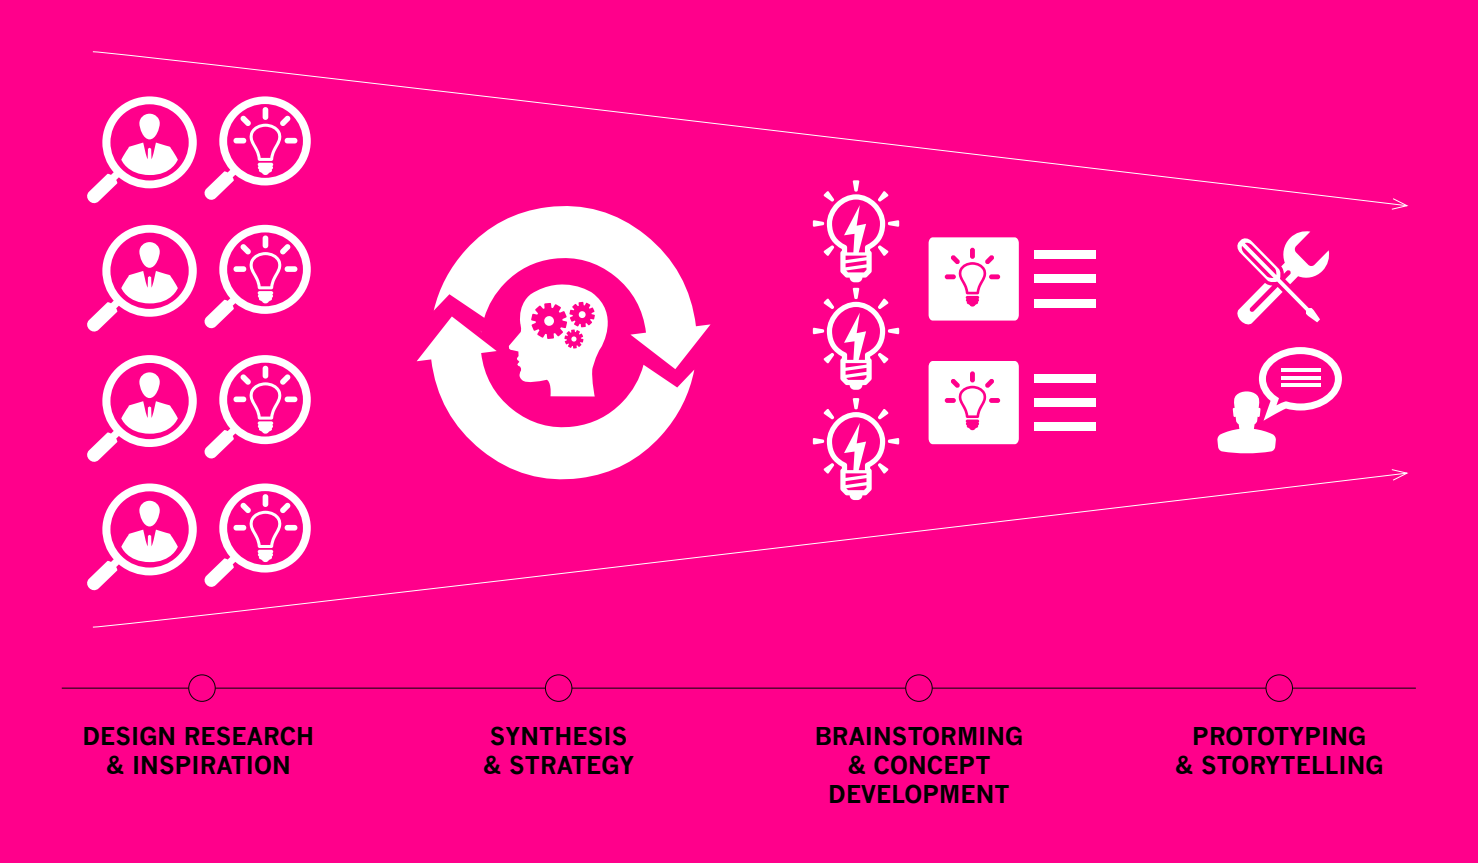 DESIGN RESEARCH
& INSPIRATION
SYNTHESIS
& STRATEGY
BRAINSTORMING
& CONCEPT
DEVELOPMENT
PROTOTYPING
& STORYTELLING